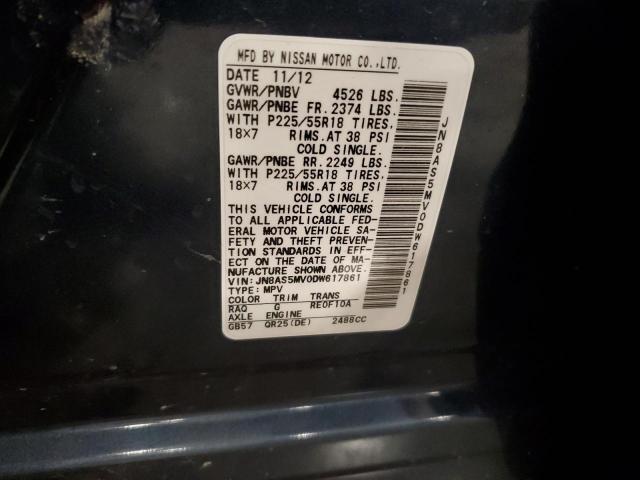 MFD BY NISSAN MOTOR CO.,LTD.
DATE 11/12
GVWR/PNBV 4526 LBS.
GAWR/PNBE FR. 2374 LBS.
WITH P225/55R18 TIRES,
18×7 RIMS.AT 38 PSI
COLD SINGLE.
GAWR/PNBE RR. 2249 LBS.
WITH P225/55R18 TIRES,
18×7 RIMS.AT 38 PSI
COLD SINGLE.
THIS VEHICLE CONFORMS
TO ALL APPLICABLE FED-
ERAL MOTOR VEHICLE SA-
FETY AND THEFT PREVEN-
TION STANDARDS IN EFF-
ECT ON THE DATE OF MA-
NUFACTURE SHOWN ABOVE.
VIN: JN8AS5MV0DW617861
TYPE: MPV
COLOR TRIM TRANS
RAQ G RE0F10A
AXLE ENGINE
GB57 QR25(DE) 2488CC
JN8AS5MV0DW617861